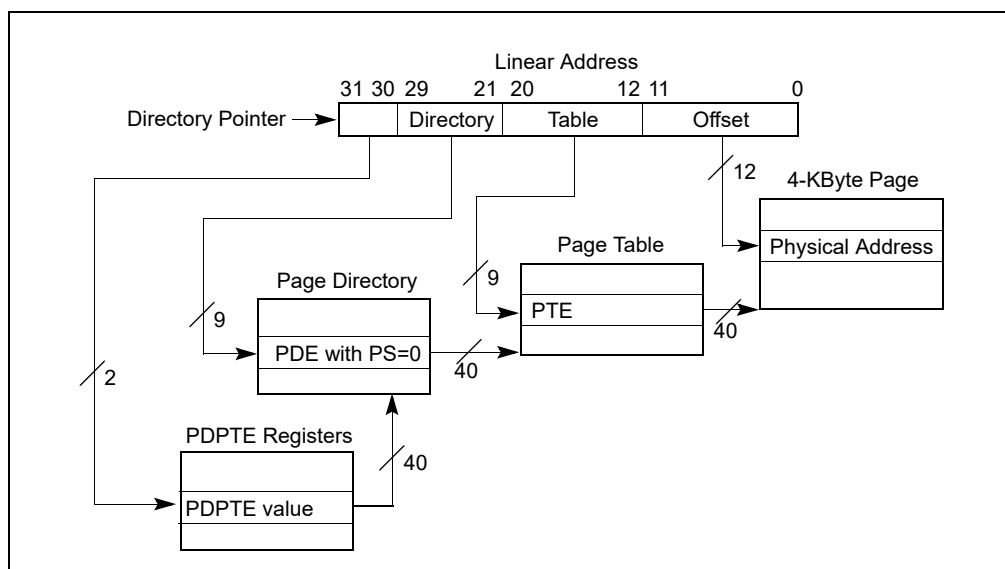 Linear Address
31 30 29 21 20 12 11 0
Directory Pointer Directory Table Offset
12
4-KByte Page
Physical Address
Page Table
9
PTE
40
Page Directory
9
PDE with PS=0
40
2
PDPTE Registers
40
PDPTE value